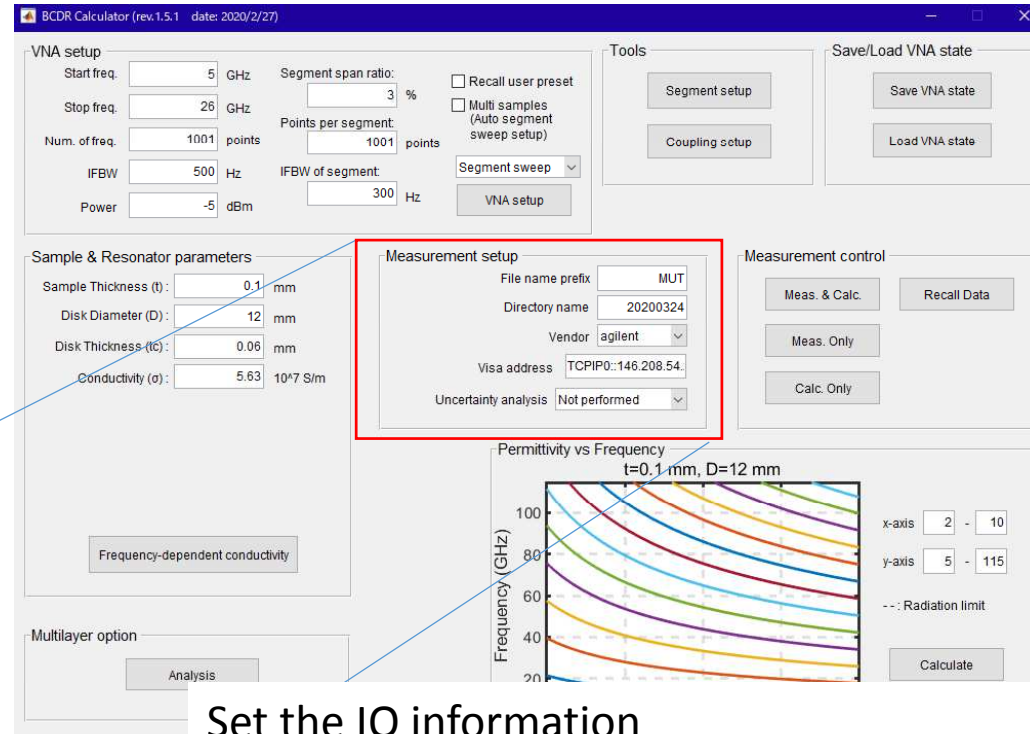 BCDR Calculator (rev.1.5.1 date: 2020/2/27)
VNA setup
Start freq. 5 GHz
Stop freq. 26 GHz
Num. of freq. 1001 points
IFBW 500 Hz
Power -5 dBm
Segment span ratio:
3 %
Points per segment:
1001 points
IFBW of segment:
300 Hz
Recall user preset
Multi samples
(Auto segment
sweep setup)
Segment sweep
VNA setup
Tools
Segment setup
Coupling setup
Save/Load VNA state
Save VNA state
Load VNA state
Sample & Resonator parameters
Sample Thickness (t) : 0.1 mm
Disk Diameter (D) : 12 mm
Disk Thickness (tc) : 0.06 mm
Conductivity (σ) : 5.63 10^7 S/m
Frequency-dependent conductivity
Measurement setup
File name prefix MUT
Directory name 20200324
Vendor agilent
Visa address TCPIP0::146.208.54.
Uncertainty analysis Not performed
Measurement control
Meas. & Calc. Recall Data
Meas. Only
Calc. Only
Permittivity vs Frequency
t=0.1 mm, D=12 mm
Frequency (GHz)
100
80
60
40
20
x-axis 2 - 10
y-axis 5 - 115
--: Radiation limit
Calculate
Multilayer option
Analysis
Set the IO information